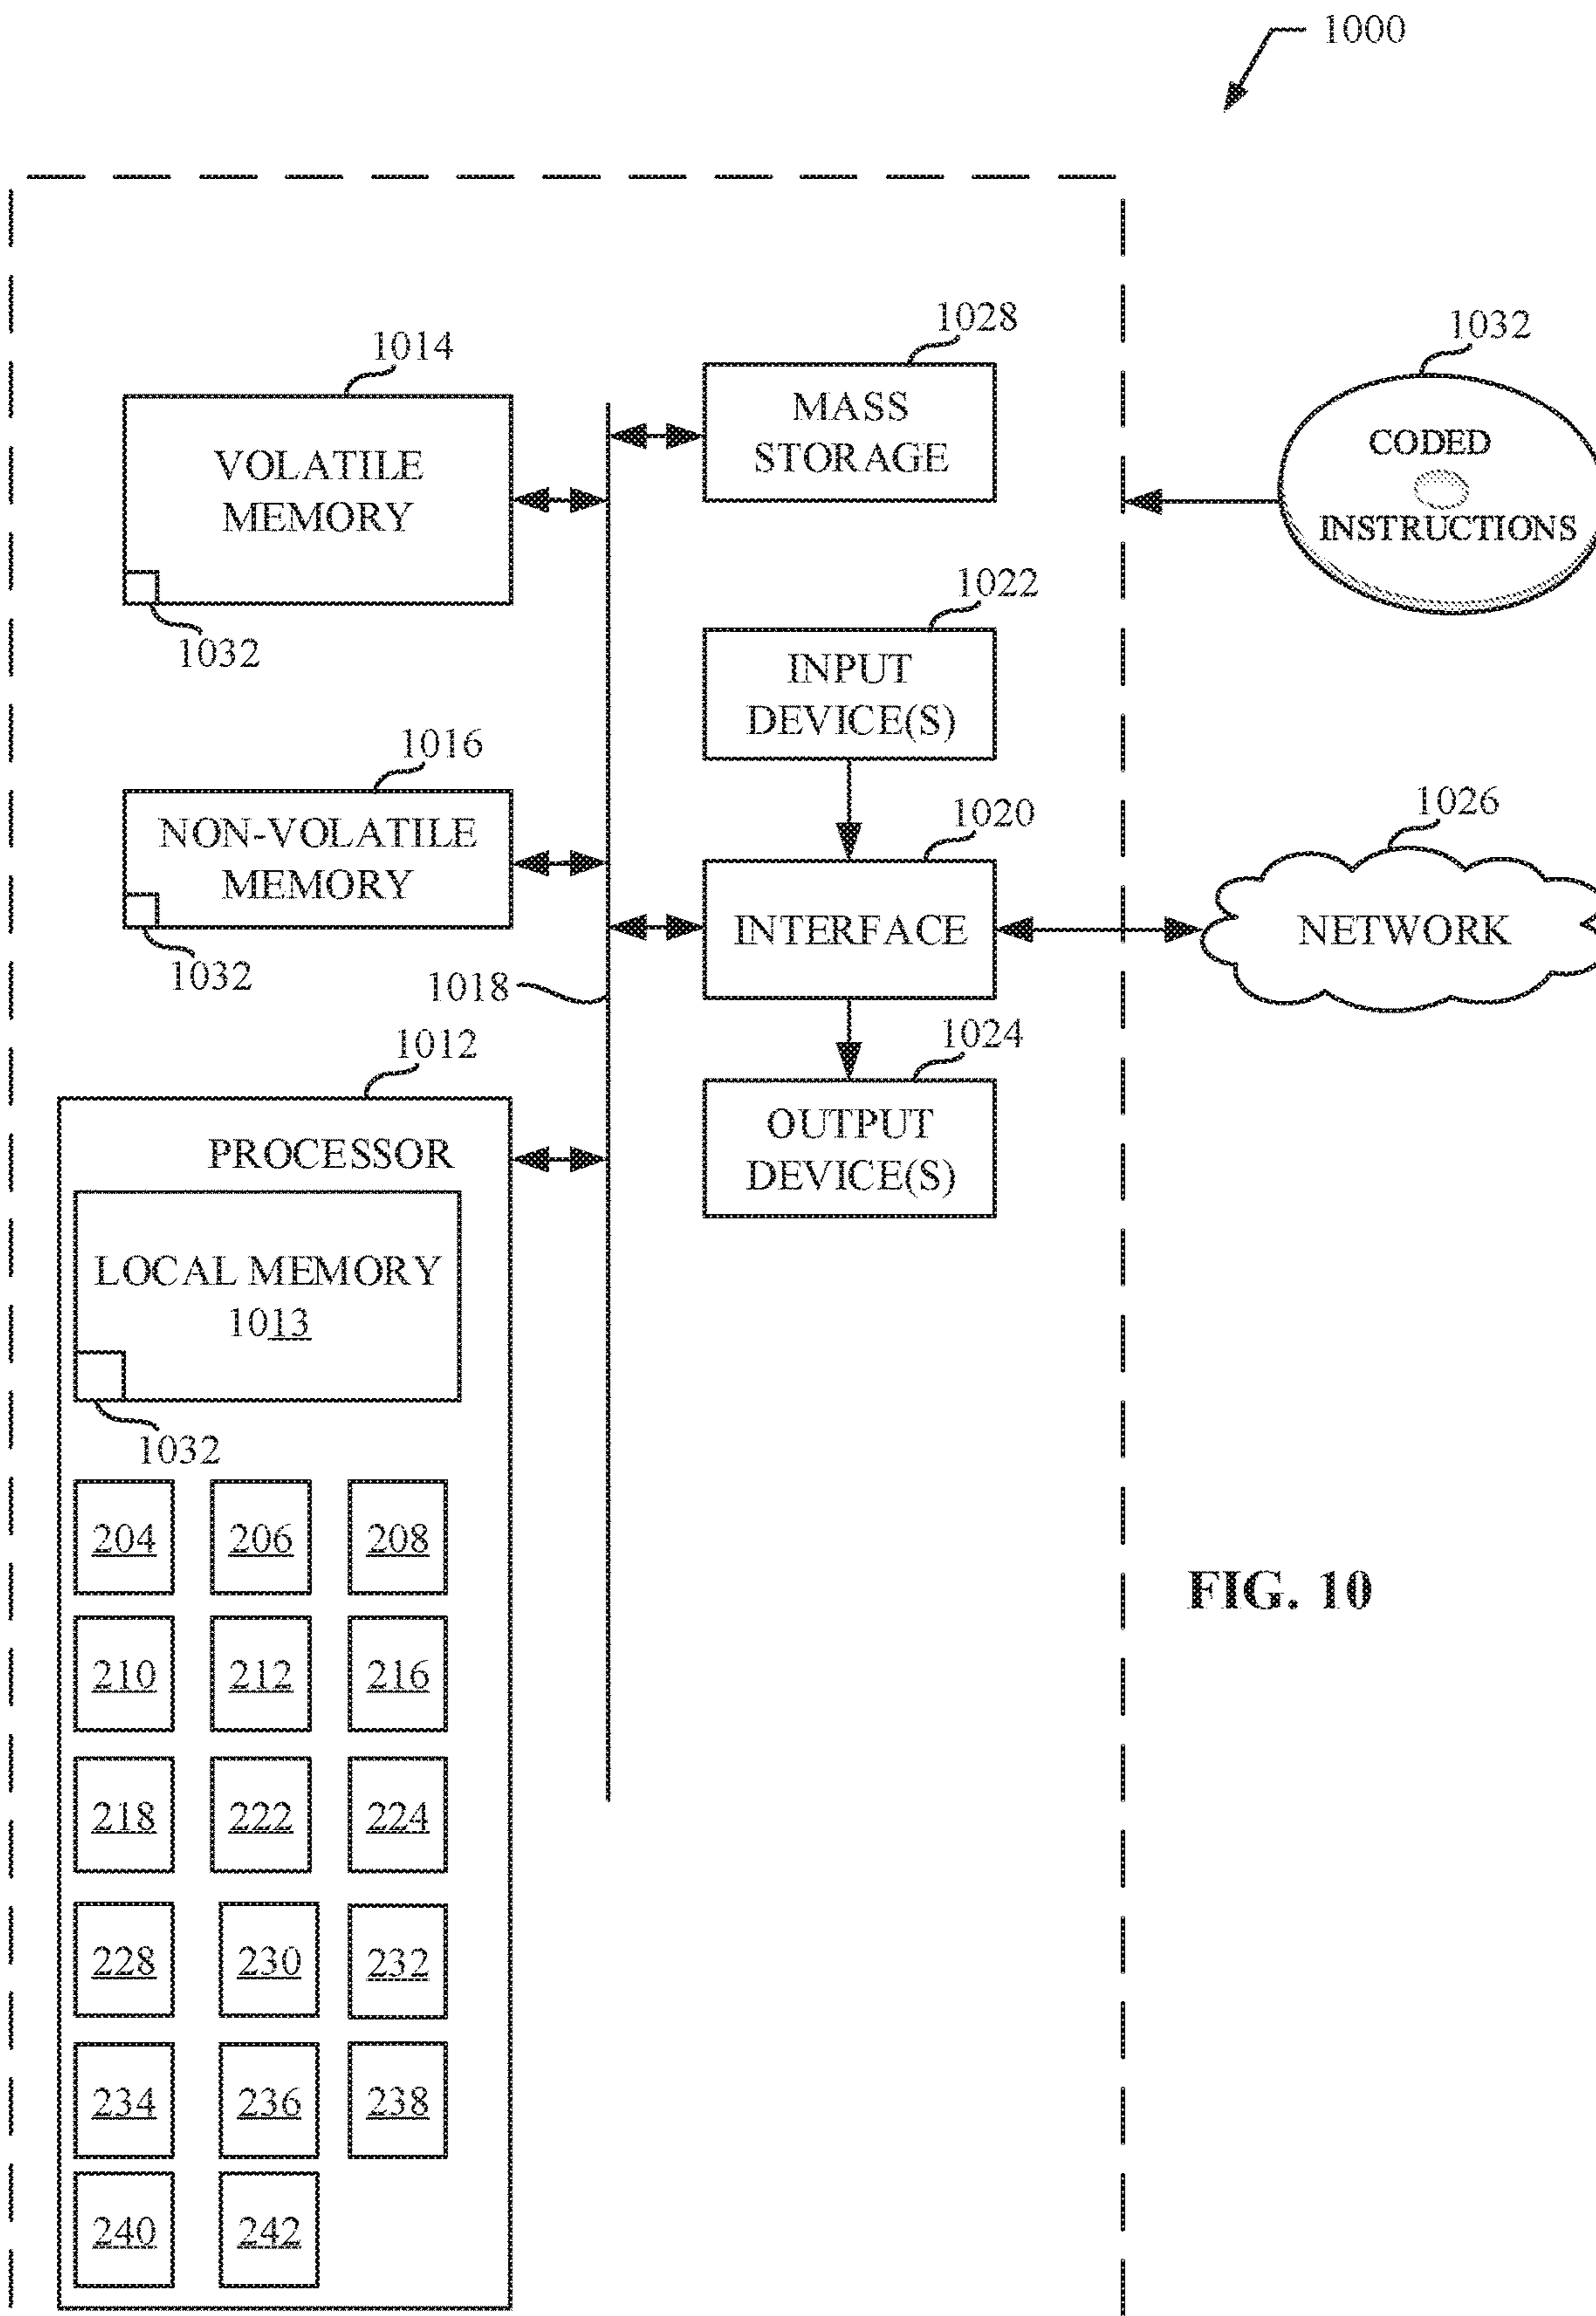 1000
1028
1014
1032
MASS
STORAGE
VOLATILE
MEMORY
CODED
INSTRUCTIONS
1022
1032
INPUT
DEVICE(S)
1016
1020
1026
NON-VOLATILE
MEMORY
INTERFACE
NETWORK
1032
1018
1024
1012
OUTPUT
DEVICE(S)
PROCESSOR
LOCAL MEMORY
1013
1032
204 206 208
FIG. 10
210 212 216
218 222 224
228 230 232
234 236 238
240 242